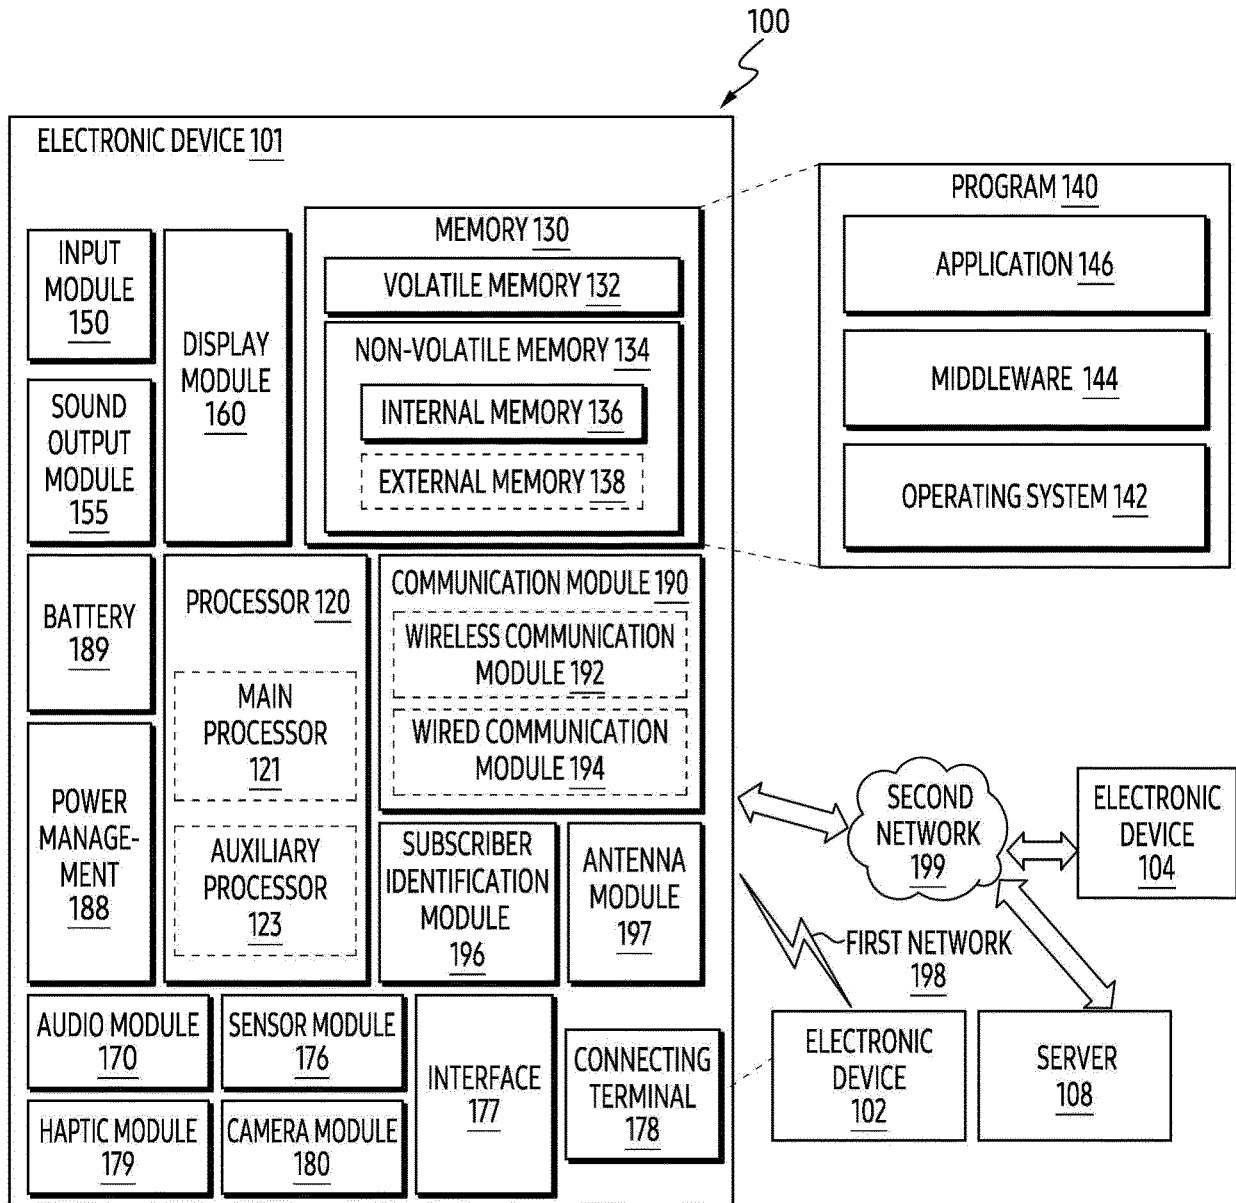 100
ELECTRONIC DEVICE 101
INPUT
MODULE
150
SOUND
OUTPUT
MODULE
155
DISPLAY
MODULE
160
MEMORY 130
VOLATILE MEMORY 132
NON-VOLATILE MEMORY 134
INTERNAL MEMORY 136
EXTERNAL MEMORY 138
PROGRAM 140
APPLICATION 146
MIDDLEWARE 144
OPERATING SYSTEM 142
BATTERY
189
POWER
MANAGE-
MENT
188
PROCESSOR 120
MAIN
PROCESSOR
121
AUXILIARY
PROCESSOR
123
COMMUNICATION MODULE 190
WIRELESS COMMUNICATION
MODULE 192
WIRED COMMUNICATION
MODULE 194
SUBSCRIBER
IDENTIFICATION
MODULE
196
ANTENNA
MODULE
197
SECOND
NETWORK
199
ELECTRONIC
DEVICE
104
FIRST NETWORK
198
AUDIO MODULE
170
SENSOR MODULE
176
HAPTIC MODULE
179
CAMERA MODULE
180
INTERFACE
177
CONNECTING
TERMINAL
178
ELECTRONIC
DEVICE
102
SERVER
108